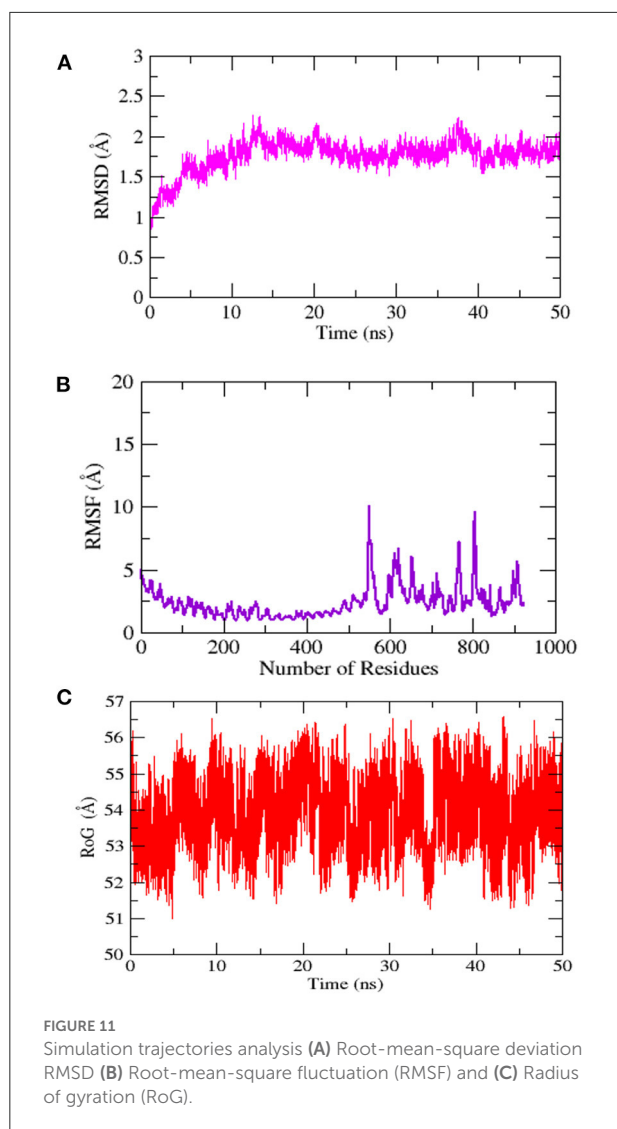 A
3
2.5
2
1.5
1
0.5
0
RMSD (Å)
0 10 20 30 40 50
Time (ns)
B
20
15
10
5
0
RMSF (Å)
0 200 400 600 800 1000
Number of Residues
C
57
56
55
54
53
52
51
50
RoG (Å)
0 10 20 30 40 50
Time (ns)
FIGURE 11
Simulation trajectories analysis (A) Root-mean-square deviation
RMSD (B) Root-mean-square fluctuation (RMSF) and (C) Radius
of gyration (RoG).